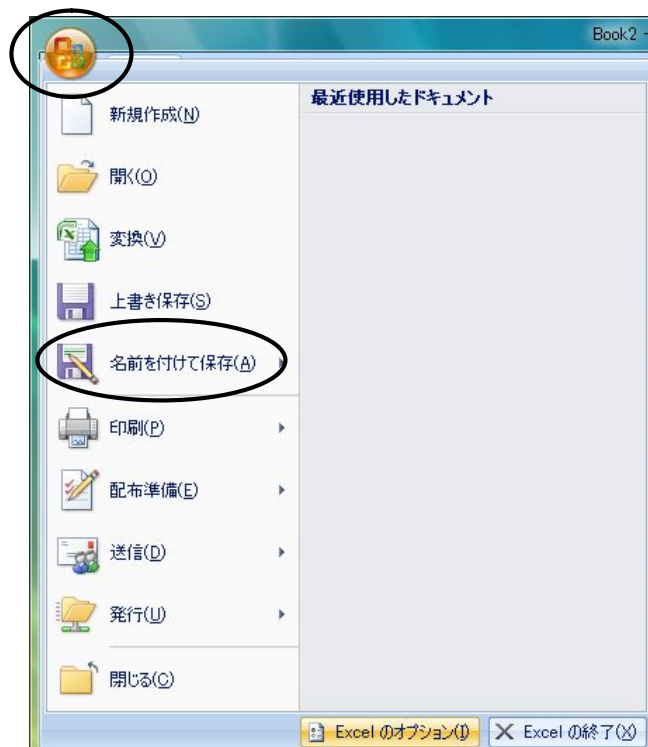 Book2 -
最近使用したドキュメント
新規作成(N)
開く(O)
変換(V)
上書き保存(S)
名前を付けて保存(A)
印刷(P)
配布準備(E)
送信(D)
発行(U)
閉じる(C)
Excel のオプション(I) Excel の終了(X)